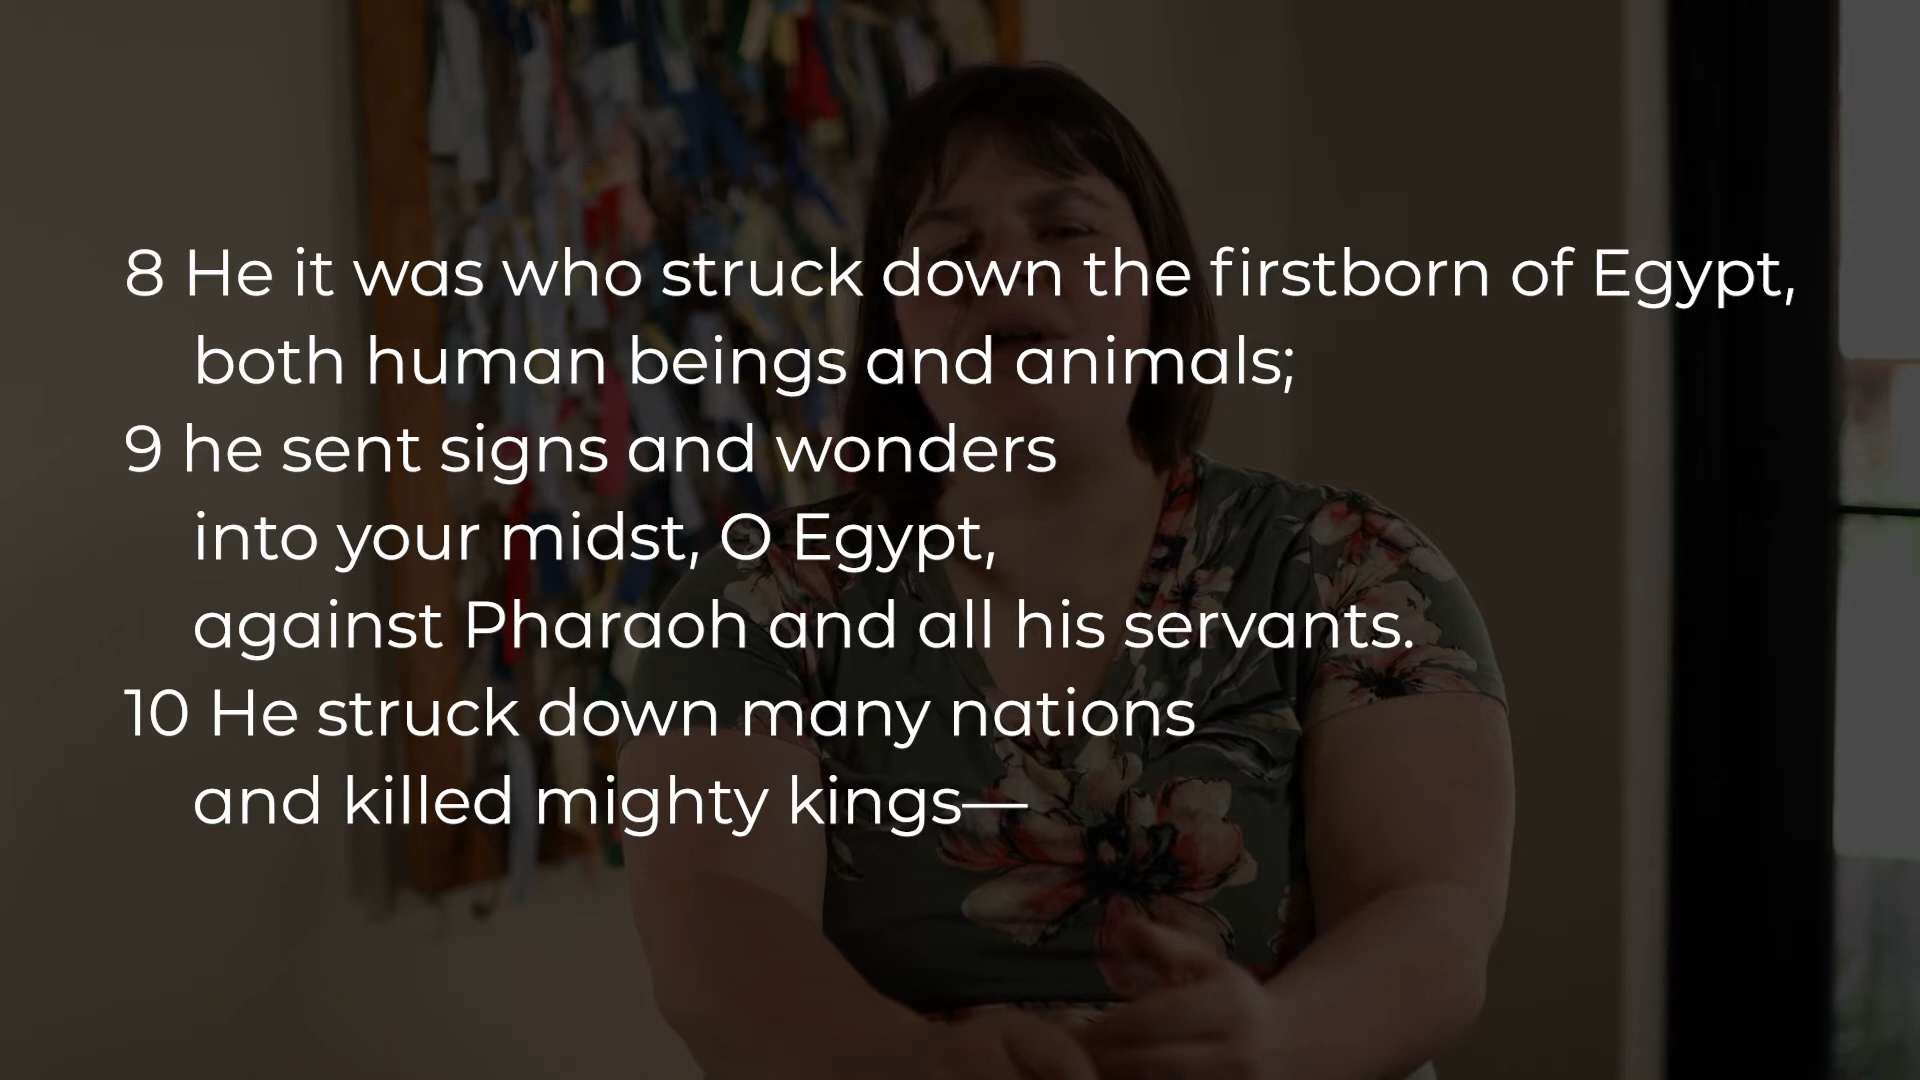 8 He it was who struck down the firstborn of Egypt,
both human beings and animals;
9 he sent signs and wonders
into your midst, O Egypt,
against Pharaoh and all his servants.
10 He struck down many nations
and killed mighty kings—